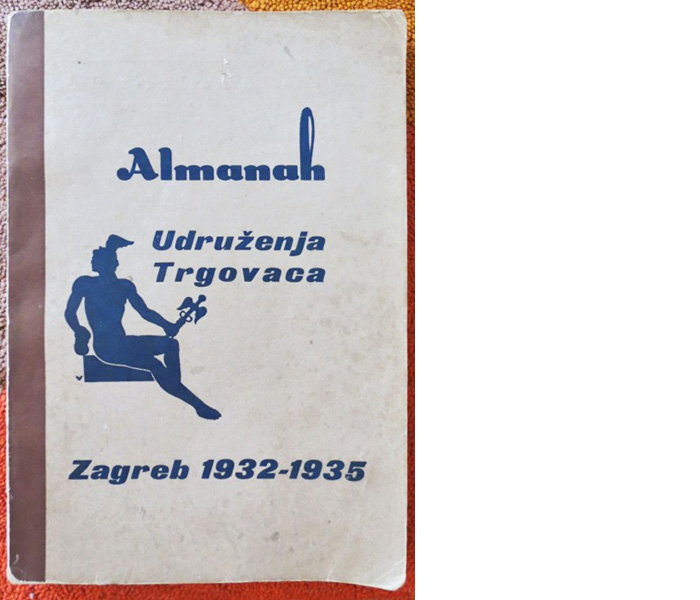 Almanah
Udruženja
Trgovaca
Zagreb 1932-1935